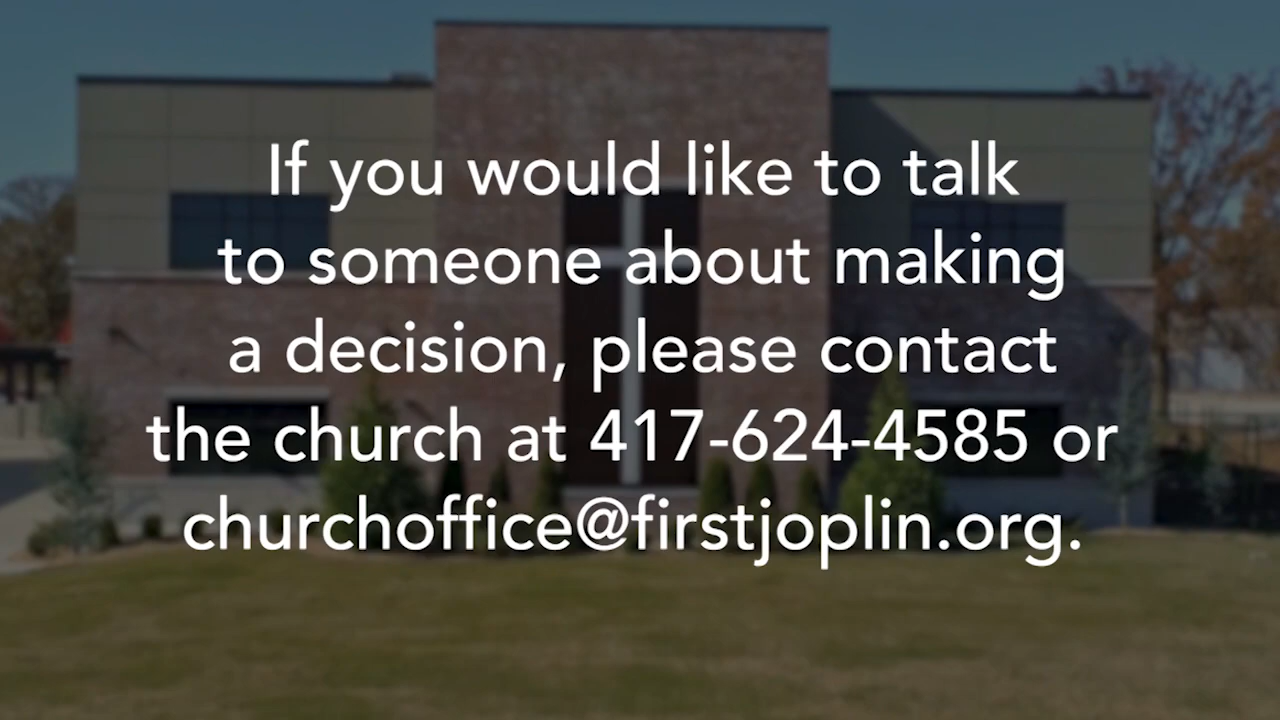 If you would like to talk
to someone about making
a decision, please contact
the church at 417-624-4585 or
churchoffice@firstjoplin.org.